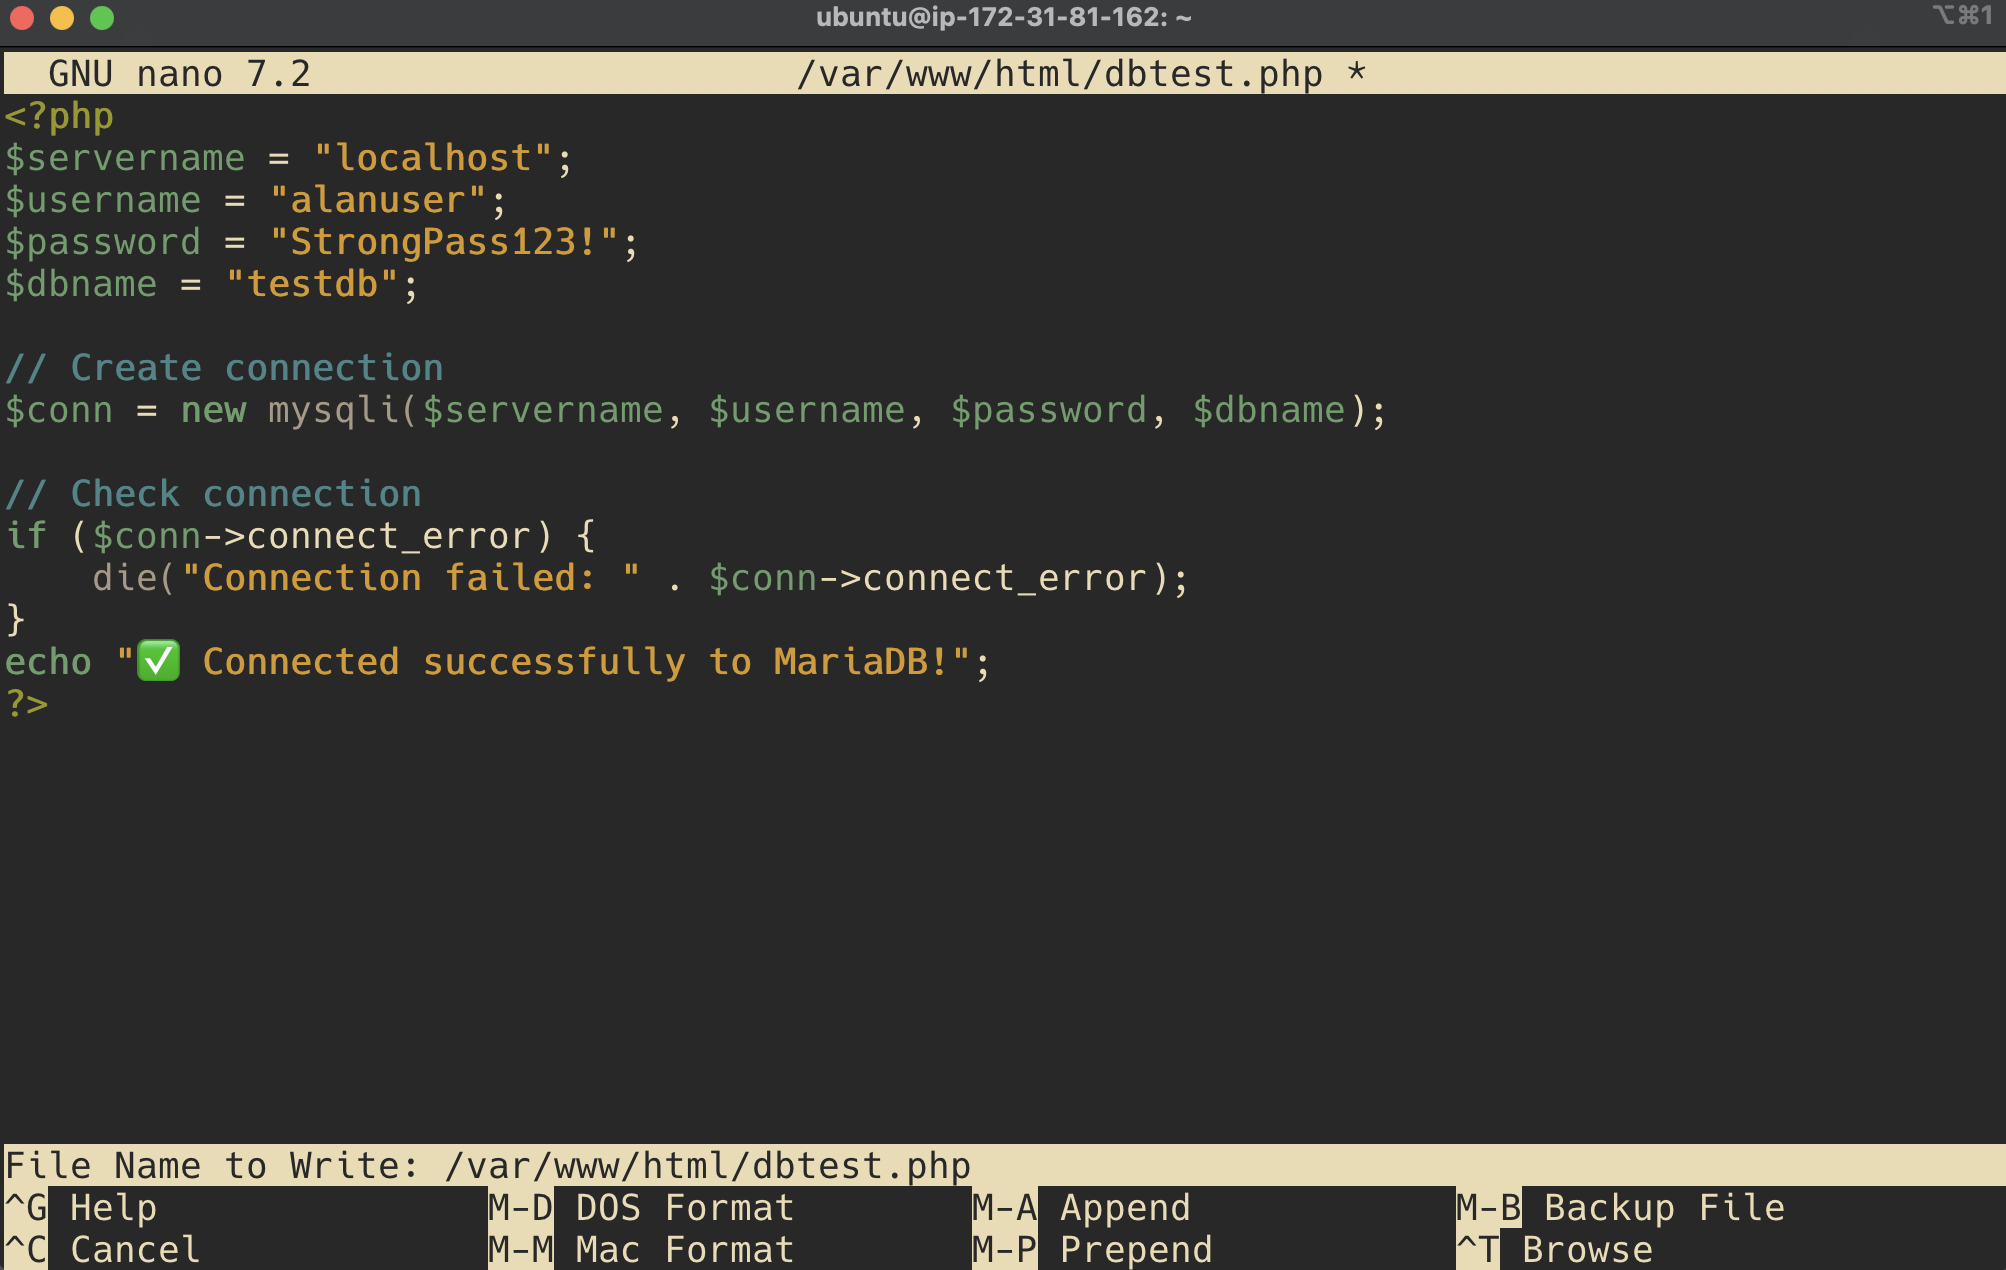 ubuntu@ip-172-31-81-162: ~ ⌥⌘1
GNU nano 7.2 /var/www/html/dbtest.php *
<?php
$servername = "localhost";
$username = "alanuser";
$password = "StrongPass123!";
$dbname = "testdb";
// Create connection
$conn = new mysqli($servername, $username, $password, $dbname);
// Check connection
if ($conn->connect_error) {
    die("Connection failed: " . $conn->connect_error);
}
echo "✅ Connected successfully to MariaDB!";
?>
File Name to Write: /var/www/html/dbtest.php
^G Help M-D DOS Format M-A Append M-B Backup File
^C Cancel M-M Mac Format M-P Prepend ^T Browse